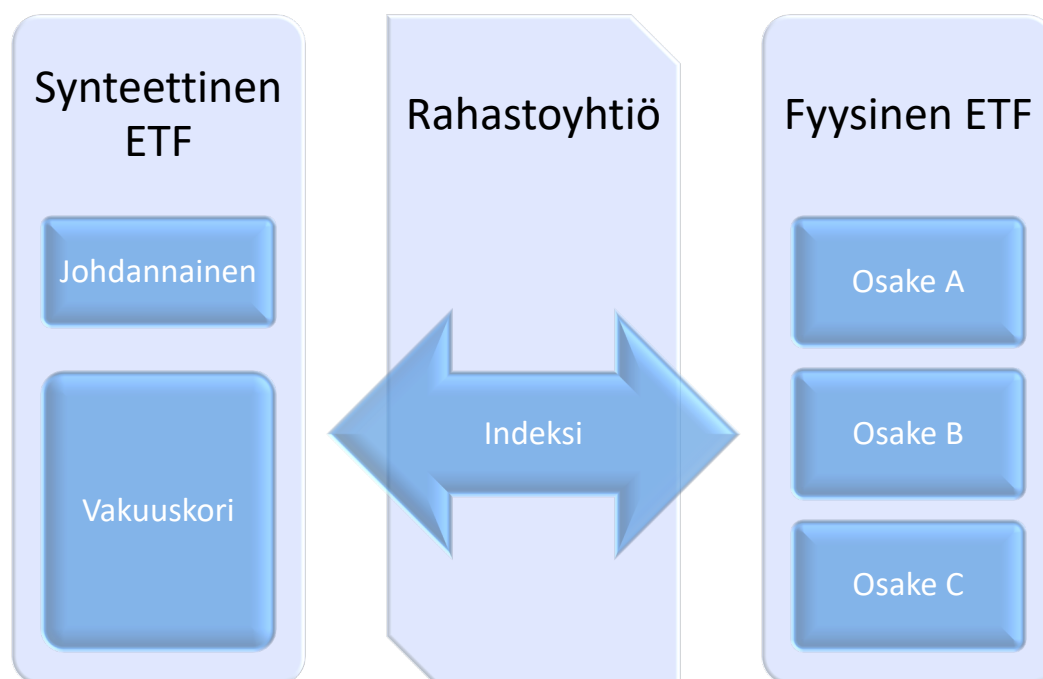 Synteettinen
ETF
Johdannainen
Vakuuskori
Rahastoyhtiö
Indeksi
Fyysinen ETF
Osake A
Osake B
Osake C